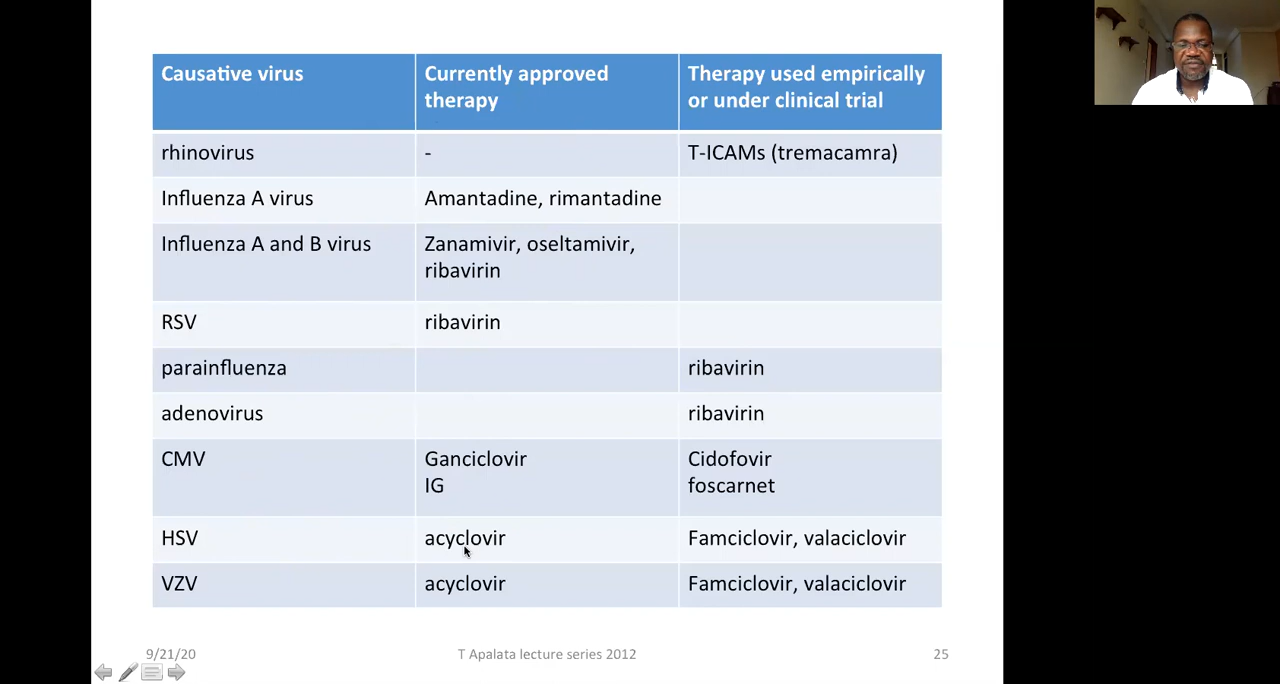 Causative virus
Currently approved
therapy
Therapy used empirically
or under clinical trial
rhinovirus
-
T-ICAMs (tremacamra)
Influenza A virus
Amantadine, rimantadine
Influenza A and B virus
Zanamivir, oseltamivir,
ribavirin
RSV
ribavirin
parainfluenza
ribavirin
adenovirus
ribavirin
CMV
Ganciclovir
IG
Cidofovir
foscarnet
HSV
acyclovir
Famciclovir, valaciclovir
VZV
acyclovir
Famciclovir, valaciclovir
9/21/20
T Apalata lecture series 2012
25